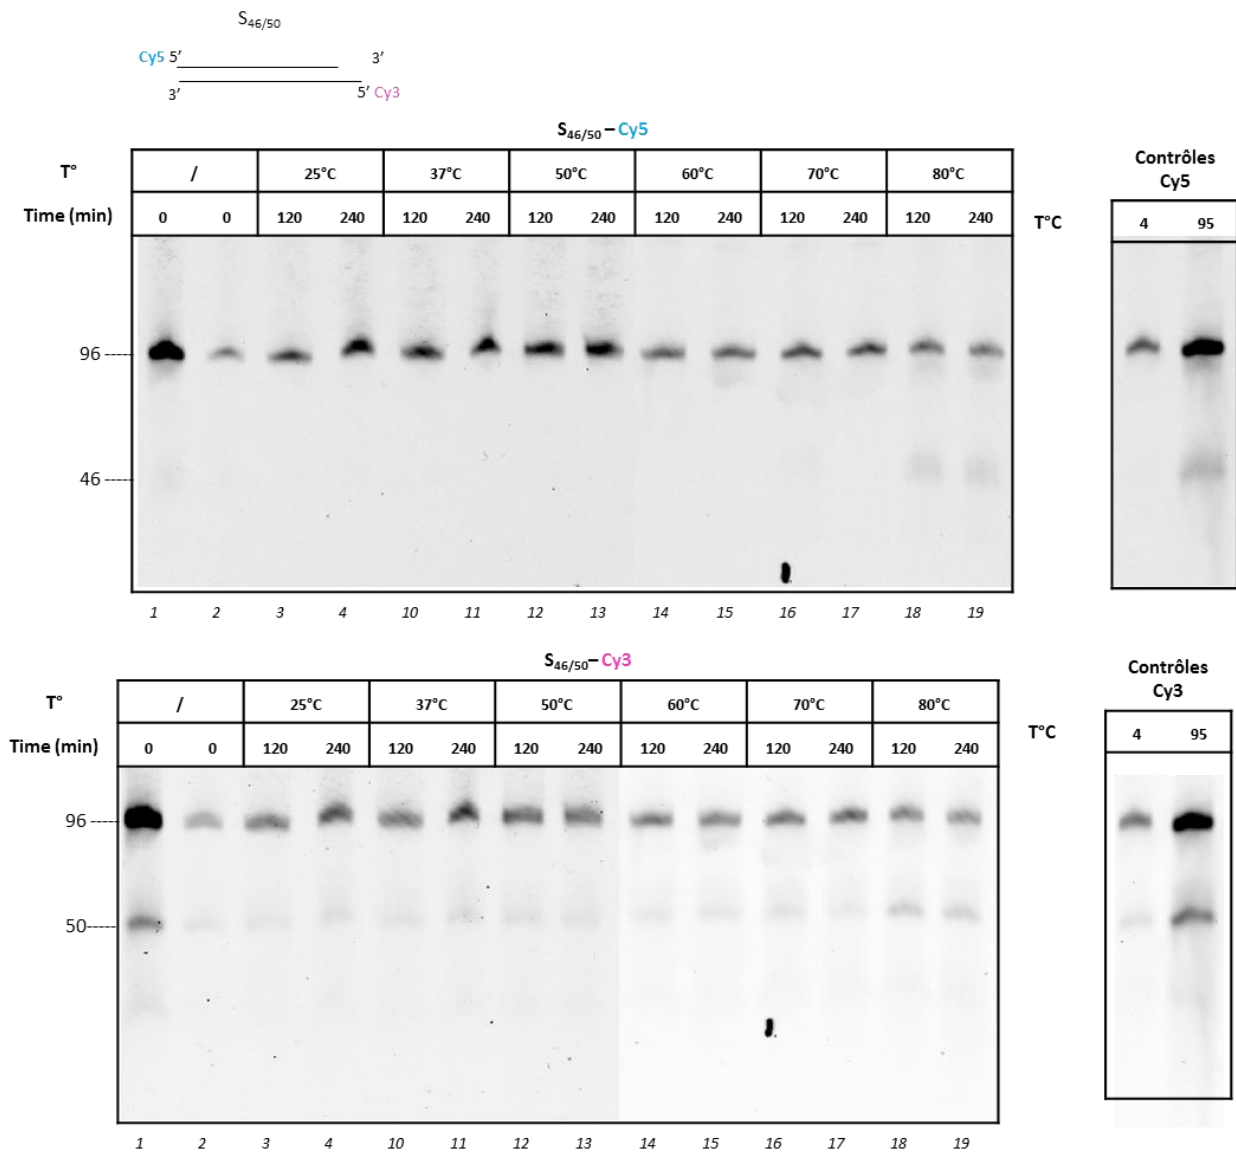 S46/50
Cy5 5’ 3’
3’ 5’ Cy3
S46/50 – Cy5
T° / 25°C 37°C 50°C 60°C 70°C 80°C
Time (min) 0 0 120 240 120 240 120 240 120 240 120 240 120 240
96
46
1 2 3 4 10 11 12 13 14 15 16 17 18 19
Contrôles
Cy5
T°C 4 95
S46/50– Cy3
T° / 25°C 37°C 50°C 60°C 70°C 80°C
Time (min) 0 0 120 240 120 240 120 240 120 240 120 240 120 240
96
50
1 2 3 4 10 11 12 13 14 15 16 17 18 19
Contrôles
Cy3
T°C 4 95